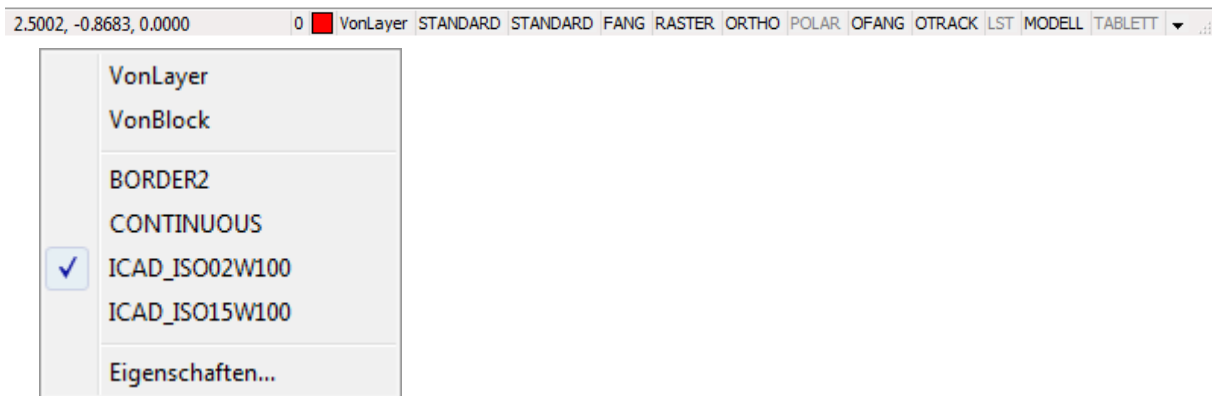 2.5002, -0.8683, 0.0000 0 VonLayer STANDARD STANDARD FANG RASTER ORTHO POLAR OFANG OTRACK LST MODELL TABLETT
VonLayer
VonBlock
BORDER2
CONTINUOUS
ICAD_ISO02W100
ICAD_ISO15W100
Eigenschaften...